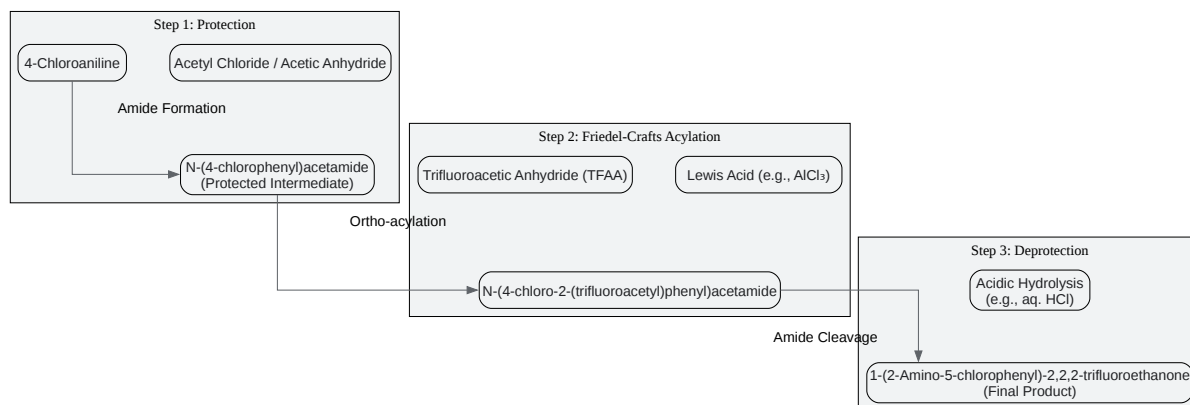 Step 1: Protection
4-Chloroaniline
Acetyl Chloride / Acetic Anhydride
Amide Formation
N-(4-chlorophenyl)acetamide
(Protected Intermediate)
Step 2: Friedel-Crafts Acylation
Trifluoroacetic Anhydride (TFAA)
Lewis Acid (e.g., AlCl₃)
Ortho-acylation
N-(4-chloro-2-(trifluoroacetyl)phenyl)acetamide
Step 3: Deprotection
Acidic Hydrolysis
(e.g., aq. HCl)
Amide Cleavage
1-(2-Amino-5-chlorophenyl)-2,2,2-trifluoroethanone
(Final Product)